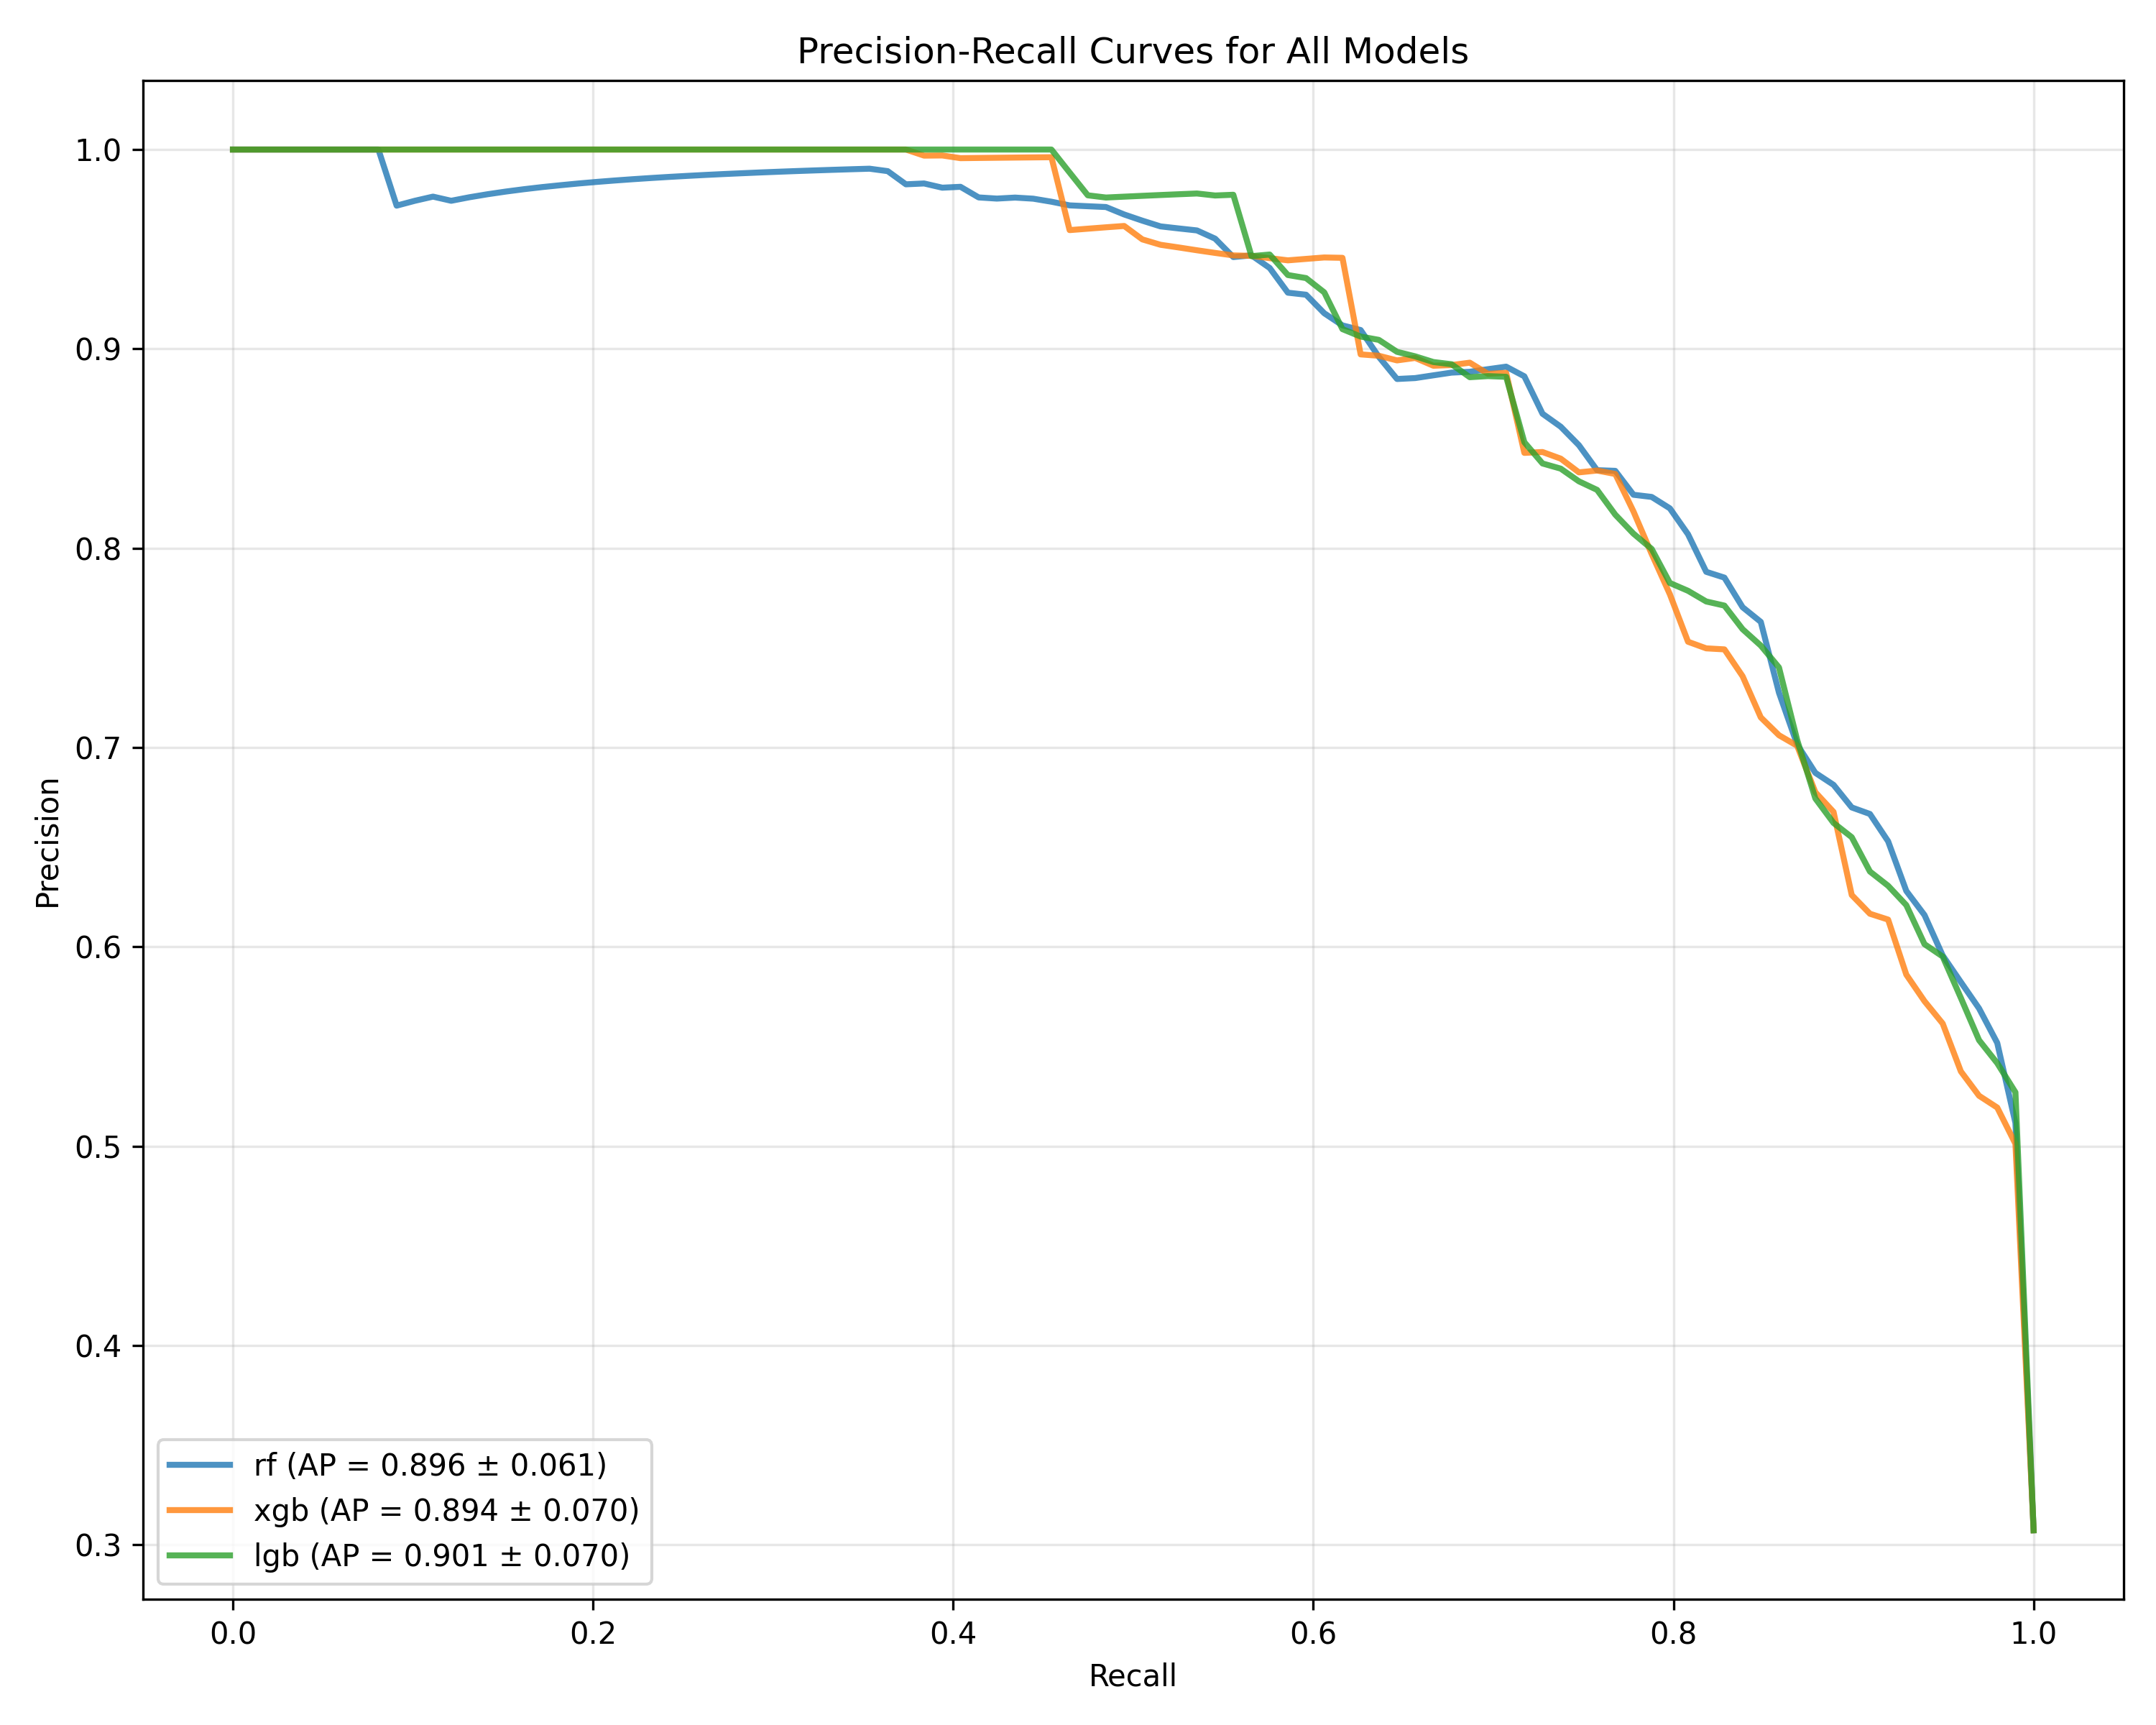 Precision-Recall Curves for All Models
Precision
1.0
0.9
0.8
0.7
0.6
0.5
0.4
0.3
rf (AP = 0.896 ± 0.061)
xgb (AP = 0.894 ± 0.070)
lgb (AP = 0.901 ± 0.070)
0.0 0.2 0.4 0.6 0.8 1.0
Recall